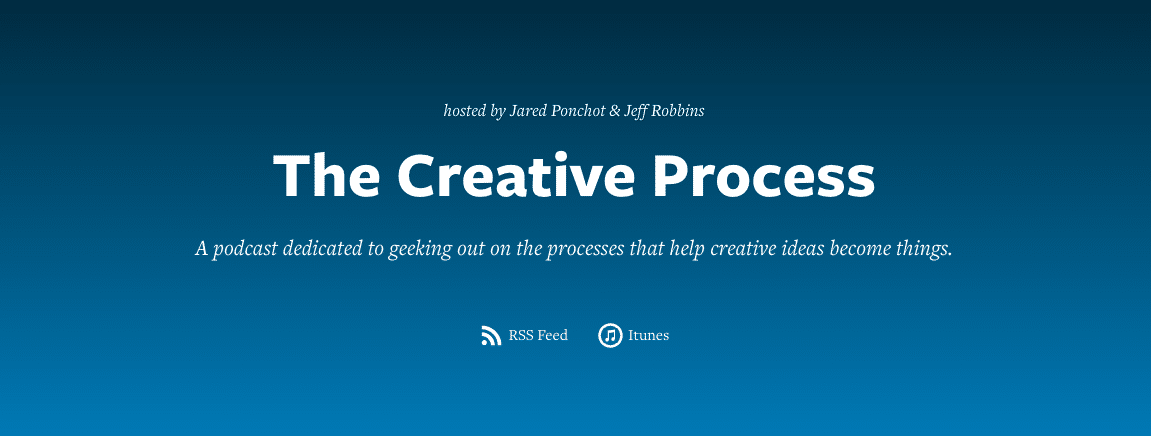 hosted by Jared Ponchot & Jeff Robbins
The Creative Process
A podcast dedicated to geeking out on the processes that help creative ideas become things.
RSS Feed Itunes